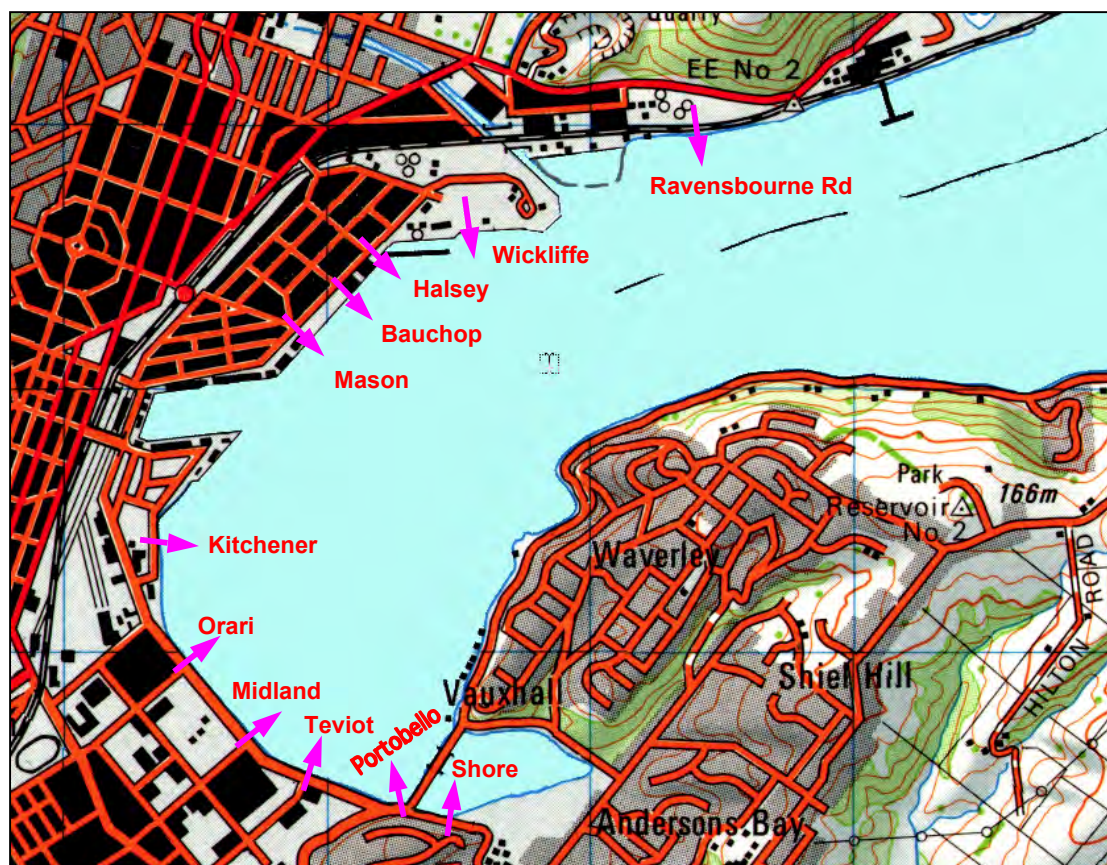 Quarry
EE No 2
Ravensbourne Rd
Wickliffe
Halsey
Bauchop
Mason
Park
Reservoir
No 2
166m
Kitchener
Waverley
ROAD
HILTON
Orari
Midland
Vauxhall
Shiel Hill
Teviot
Portobello
Shore
Andersons Bay